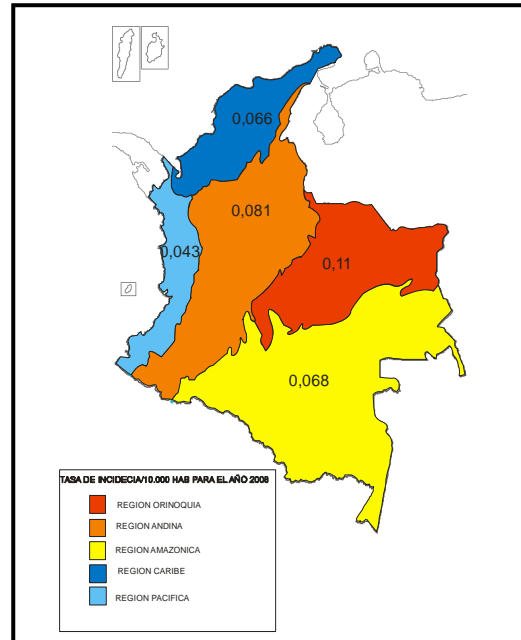 0,066
0,081
0,043
0,11
0,068
TASA DE INCIDECIA/10.000 HAB PARA EL AÑO 2008
REGION ORINOQUIA
REGION ANDINA
REGION AMAZONICA
REGION CARIBE
REGION PACIFICA